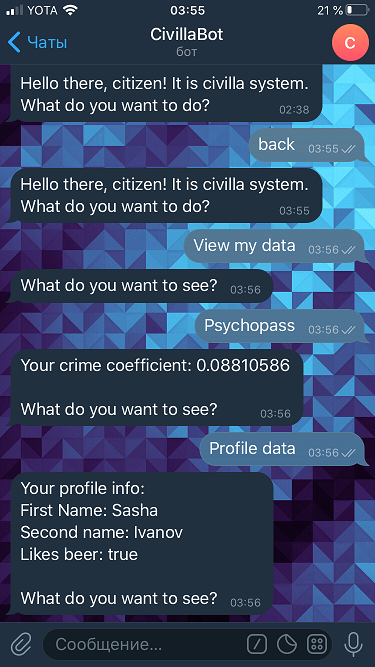 YOTA 03:55 21 %
Чаты CivillaBot C
бот
Hello there, citizen! It is civilla system.
What do you want to do? 02:38
back 03:55
Hello there, citizen! It is civilla system.
What do you want to do? 03:55
View my data 03:56
What do you want to see? 03:56
Psychopass 03:56
Your crime coefficient: 0.08810586
What do you want to see? 03:56
Profile data 03:56
Your profile info:
First Name: Sasha
Second name: Ivanov
Likes beer: true
What do you want to see? 03:56
Сообщение...